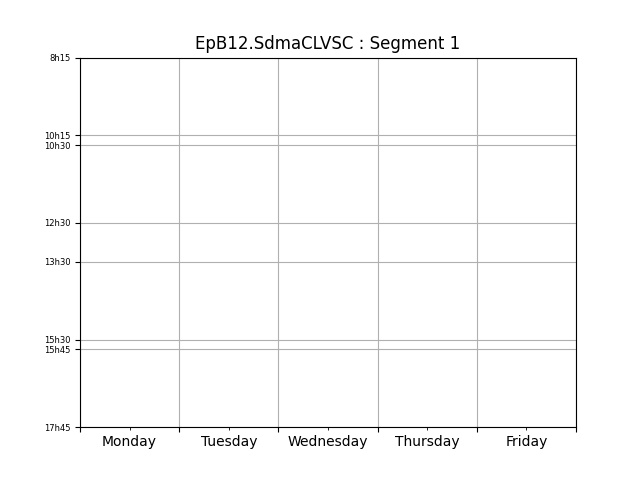 EpB12.SdmaCLVSC : Segment 1
8h15
10h15
10h30
12h30
13h30
15h30
15h45
17h45
Monday Tuesday Wednesday Thursday Friday